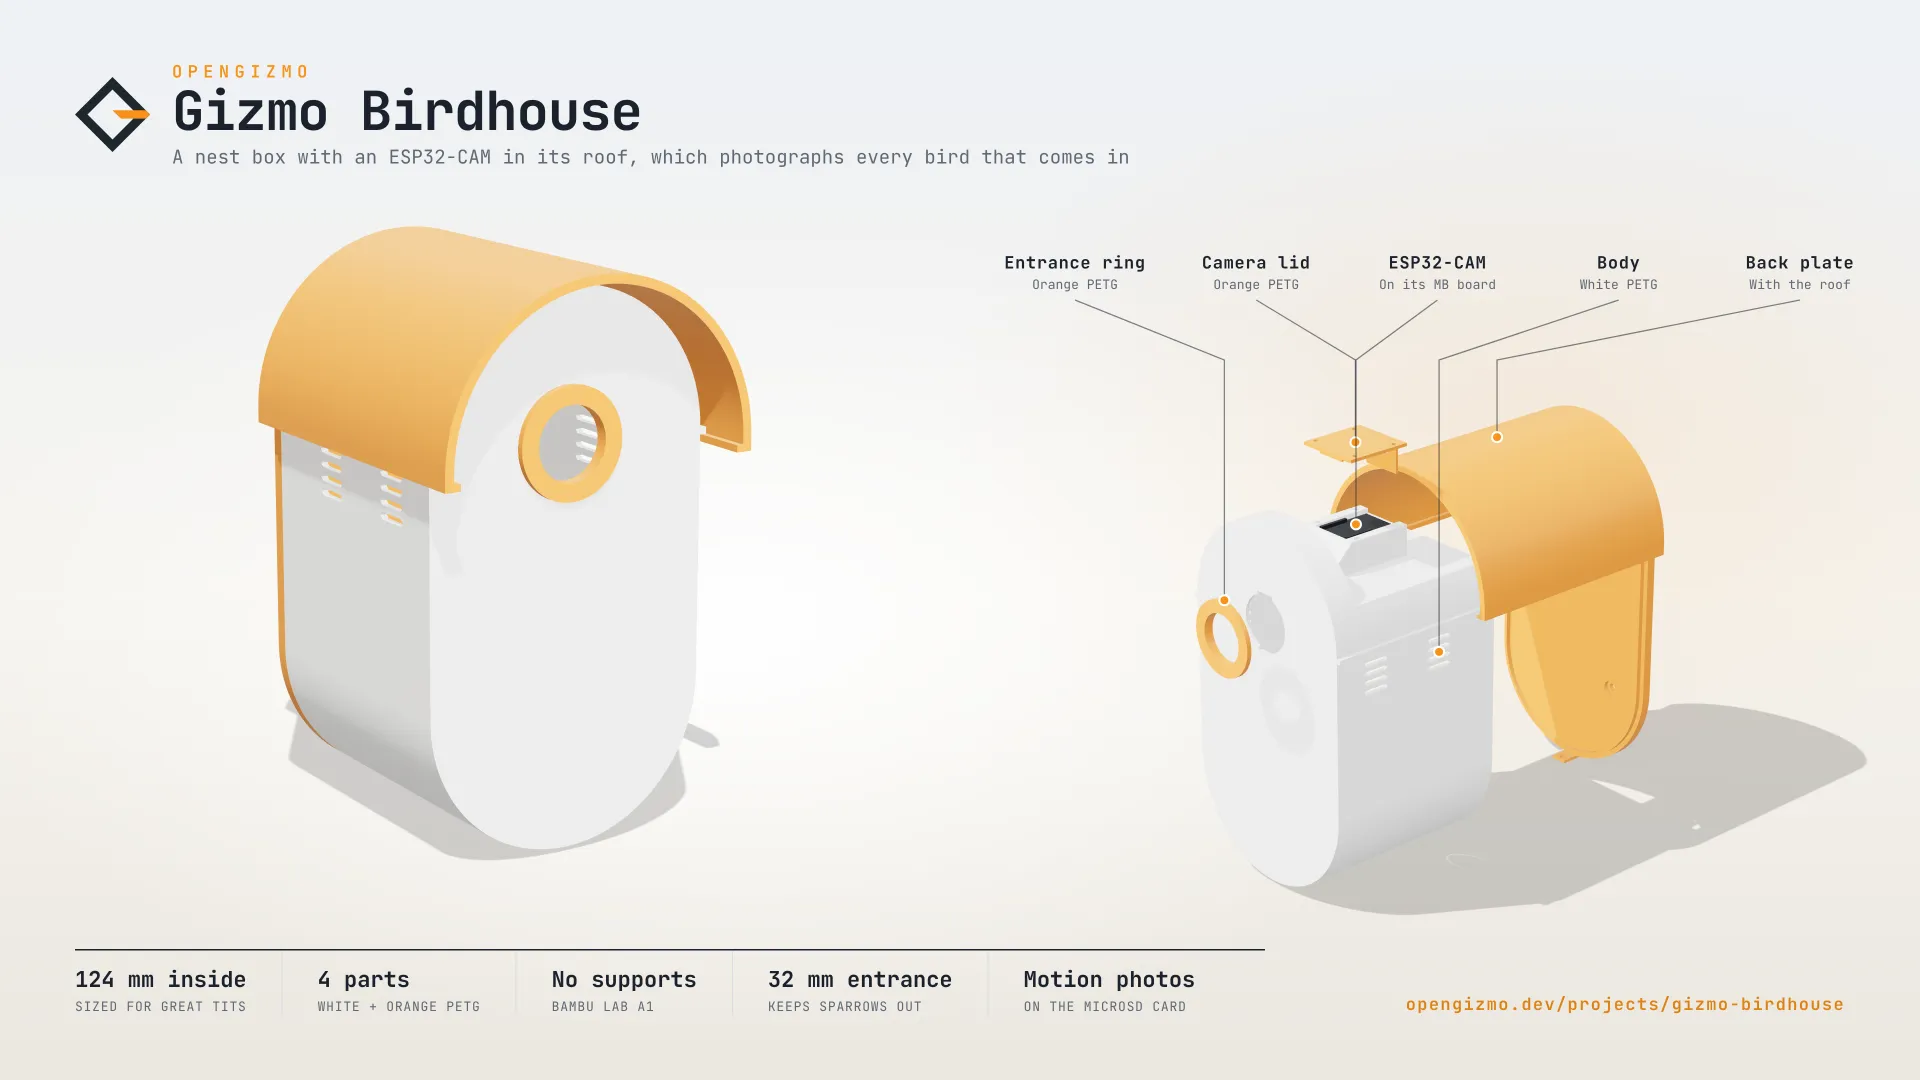 OPENGIZMO
Gizmo Birdhouse
A nest box with an ESP32-CAM in its roof, which photographs every bird that comes in
Entrance ring
Orange PETG
Camera lid
Orange PETG
ESP32-CAM
On its MB board
Body
White PETG
Back plate
With the roof
124 mm inside
SIZED FOR GREAT TITS
4 parts
WHITE + ORANGE PETG
No supports
BAMBU LAB A1
32 mm entrance
KEEPS SPARROWS OUT
Motion photos
ON THE MICROSD CARD
opengizmo.dev/projects/gizmo-birdhouse